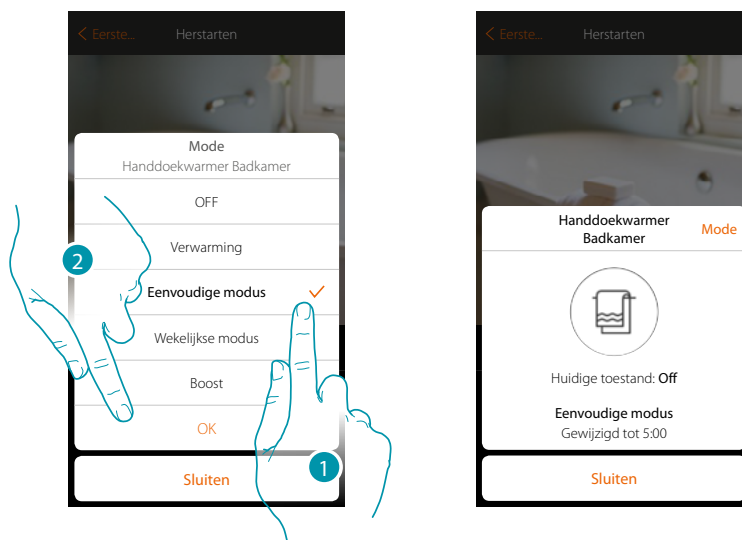 Eerste... Herstarten
Mode
Handdoekwarmer Badkamer
OFF
Verwarming
2
Eenvoudige modus
Wekelijkse modus
Boost
OK
1
Sluiten
Eerste... Herstarten
Handdoekwarmer
Badkamer
Mode
Huidige toestand: Off
Eenvoudige modus
Gewijzigd tot 5:00
Sluiten